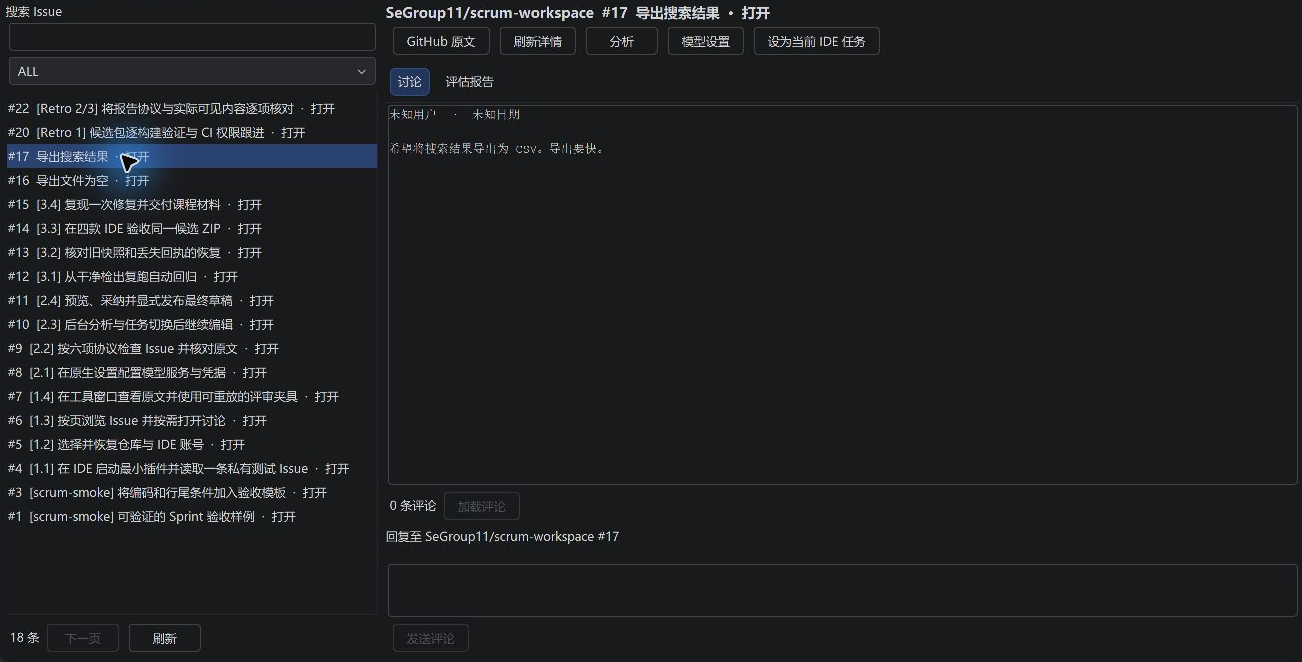 搜索 Issue
ALL
#22 [Retro 2/3] 将报告协议与实际可见内容逐项核对 · 打开
#20 [Retro 1] 候选包逐构建验证与 CI 权限跟进 · 打开
#17 导出搜索结果 · 打开
#16 导出文件为空 · 打开
#15 [3.4] 复现一次修复并交付课程材料 · 打开
#14 [3.3] 在四款 IDE 验收同一候选 ZIP · 打开
#13 [3.2] 核对旧快照和丢失回执的恢复 · 打开
#12 [3.1] 从干净检出复跑自动回归 · 打开
#11 [2.4] 预览、采纳并显式发布最终草稿 · 打开
#10 [2.3] 后台分析与任务切换后继续编辑 · 打开
#9 [2.2] 按六项协议检查 Issue 并核对原文 · 打开
#8 [2.1] 在原生设置配置模型服务与凭据 · 打开
#7 [1.4] 在工具窗口查看原文并使用可重放的评审夹具 · 打开
#6 [1.3] 按页浏览 Issue 并按需打开讨论 · 打开
#5 [1.2] 选择并恢复仓库与 IDE 账号 · 打开
#4 [1.1] 在 IDE 启动最小插件并读取一条私有测试 Issue · 打开
#3 [scrum-smoke] 将编码和行尾条件加入验收模板 · 打开
#1 [scrum-smoke] 可验证的 Sprint 验收样例 · 打开
18 条 下一页 刷新
SeGroup11/scrum-workspace #17 导出搜索结果 • 打开
GitHub 原文 刷新详情 分析 模型设置 设为当前 IDE 任务
讨论 评估报告
未知用户 · 未知日期
希望将搜索结果导出为 CSV。导出要快。
0 条评论 加载评论
回复至 SeGroup11/scrum-workspace #17
发送评论